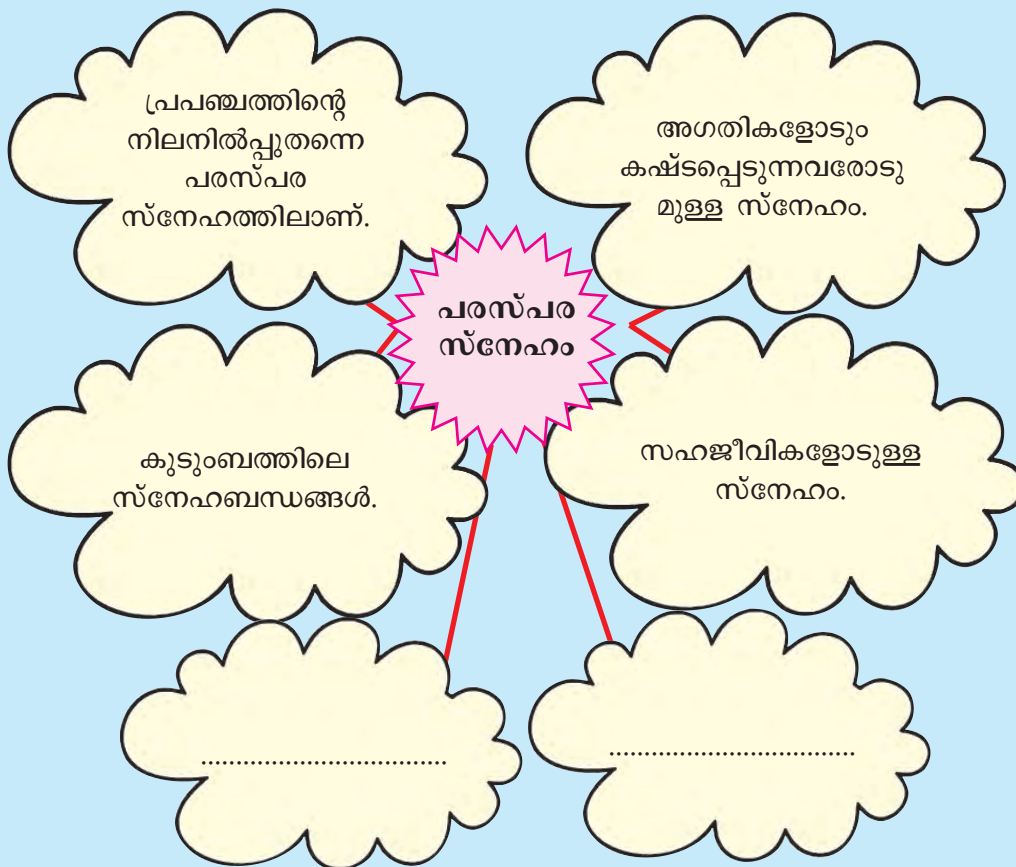 പ്രപഞ്ചത്തിന്റെ
നിലനിൽപ്പുതന്നെ
പരസ്പര
സ്നേഹത്തിലാണ്.
അഗതികളോടും
കഷ്ടപ്പെടുന്നവരോടു
മുള്ള സ്നേഹം.
പരസ്പര
സ്നേഹം
കുടുംബത്തിലെ
സ്നേഹബന്ധങ്ങൾ.
സഹജീവികളോടുള്ള
സ്നേഹം.
...................................
...................................